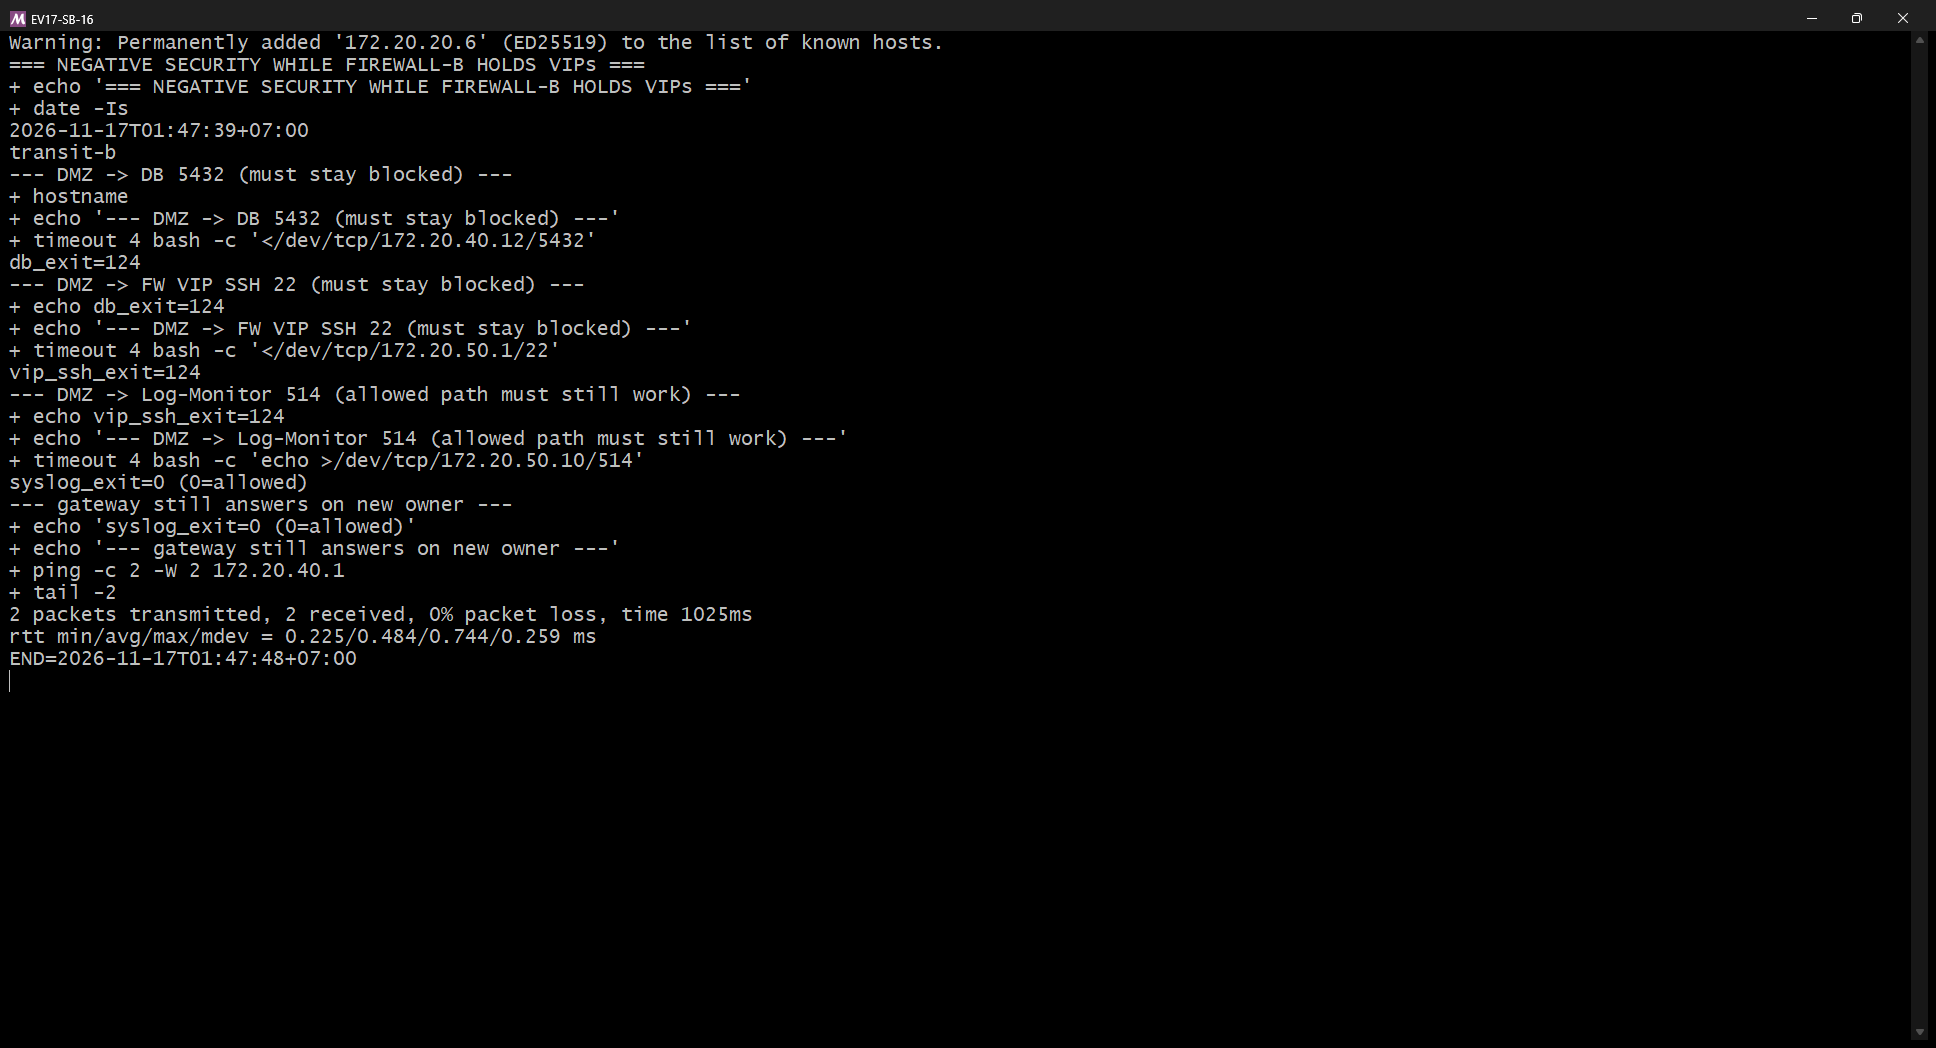 M EV17-SB-16
Warning: Permanently added '172.20.20.6' (ED25519) to the list of known hosts.
=== NEGATIVE SECURITY WHILE FIREWALL-B HOLDS VIPs ===
+ echo '=== NEGATIVE SECURITY WHILE FIREWALL-B HOLDS VIPs ==='
+ date -Is
2026-11-17T01:47:39+07:00
transit-b
--- DMZ -> DB 5432 (must stay blocked) ---
+ hostname
+ echo '--- DMZ -> DB 5432 (must stay blocked) ---'
+ timeout 4 bash -c '</dev/tcp/172.20.40.12/5432'
db_exit=124
--- DMZ -> FW VIP SSH 22 (must stay blocked) ---
+ echo db_exit=124
+ echo '--- DMZ -> FW VIP SSH 22 (must stay blocked) ---'
+ timeout 4 bash -c '</dev/tcp/172.20.50.1/22'
vip_ssh_exit=124
--- DMZ -> Log-Monitor 514 (allowed path must still work) ---
+ echo vip_ssh_exit=124
+ echo '--- DMZ -> Log-Monitor 514 (allowed path must still work) ---'
+ timeout 4 bash -c 'echo >/dev/tcp/172.20.50.10/514'
syslog_exit=0 (0=allowed)
--- gateway still answers on new owner ---
+ echo 'syslog_exit=0 (0=allowed)'
+ echo '--- gateway still answers on new owner ---'
+ ping -c 2 -W 2 172.20.40.1
+ tail -2
2 packets transmitted, 2 received, 0% packet loss, time 1025ms
rtt min/avg/max/mdev = 0.225/0.484/0.744/0.259 ms
END=2026-11-17T01:47:48+07:00